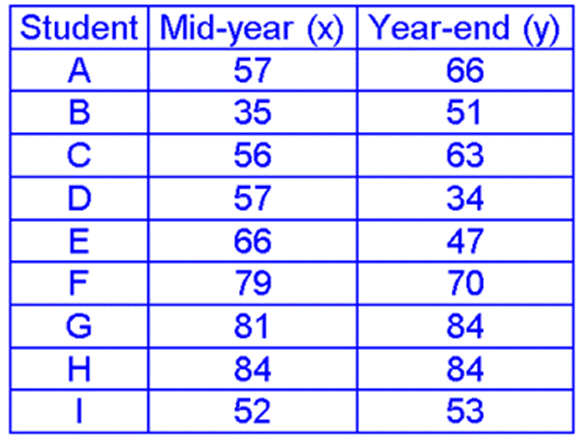 Student Mid-year (x) Year-end (y)
A 57 66
B 35 51
C 56 63
D 57 34
E 66 47
F 79 70
G 81 84
H 84 84
I 52 53